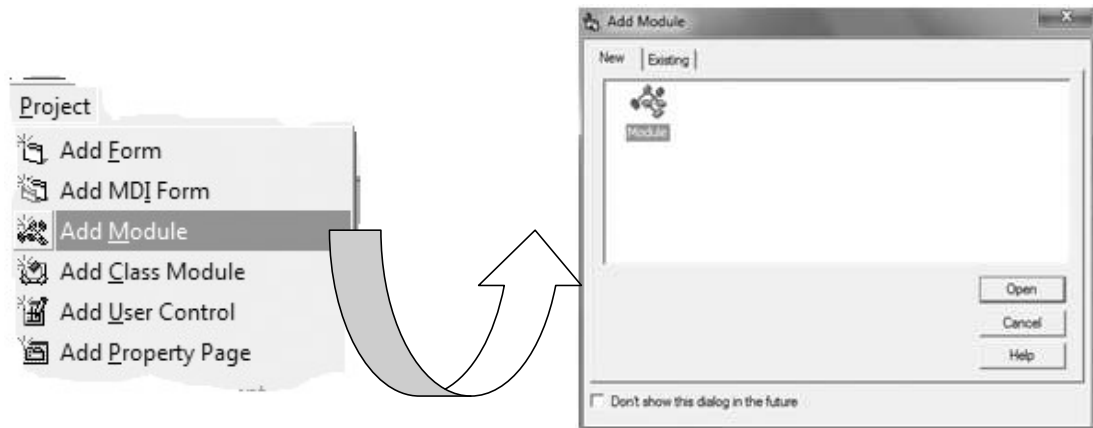 Project
Add Form
Add MDI Form
Add Module
Add Class Module
Add User Control
Add Property Page
Add Module
New Existing
Module
Open
Cancel
Help
Don't show this dialog in the future